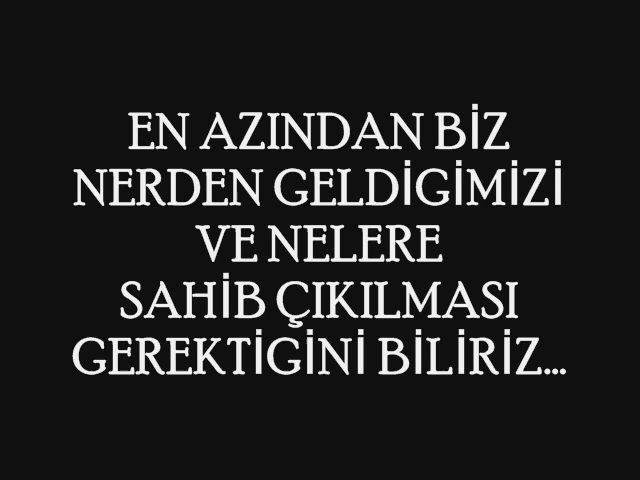 EN AZINDAN BİZ
NERDEN GELDİGİMİZİ
VE NELERE
SAHİB ÇIKILMASI
GEREKTİGİNİ BİLİRİZ...